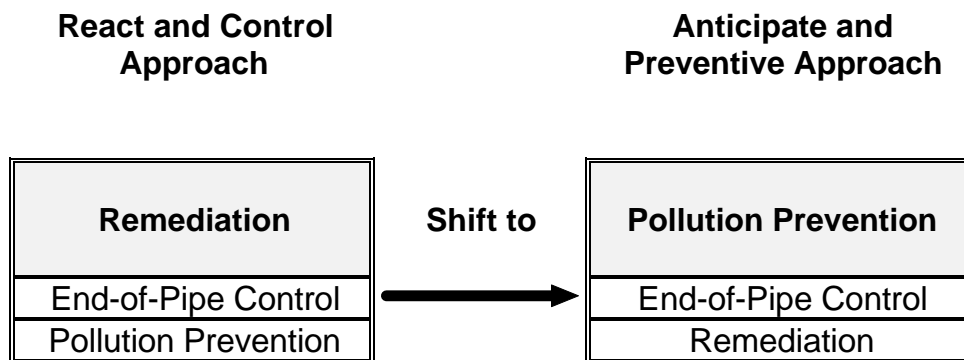 React and Control
Approach
Anticipate and
Preventive Approach
Remediation
Shift to
Pollution Prevention
End-of-Pipe Control
End-of-Pipe Control
Pollution Prevention
Remediation